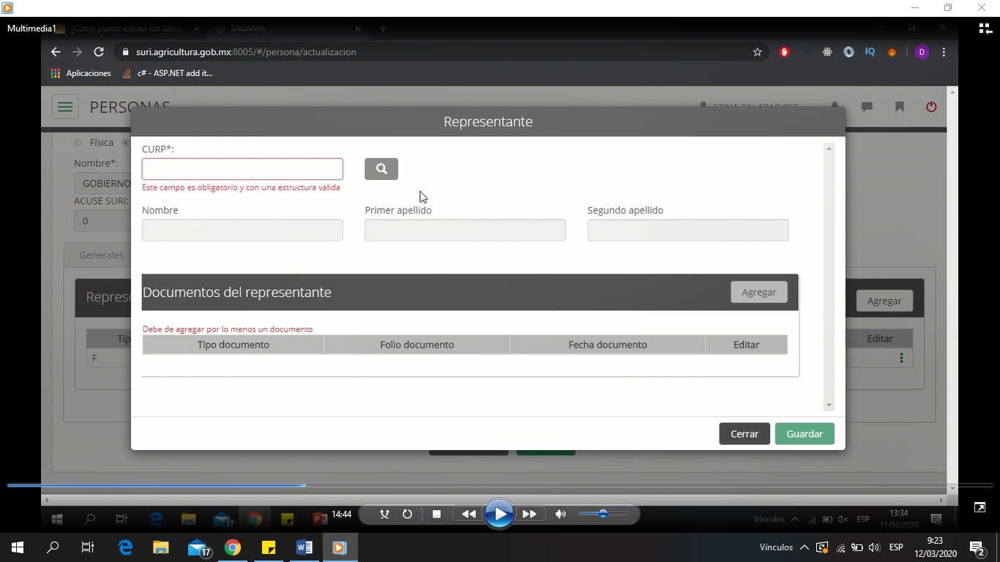 Multimedia1
¿Como puedo extraer los datos
SAGARPA
suri.agricultura.gob.mx:8005/#/persona/actualizacion
IQ
D
Aplicaciones
c# - ASP.NET add it...
PERSONAS
EDNA SALAZAR
Representante
Física
CURP*:
Nombre*:
GOBIERNO
Este campo es obligatorio y con una estructura valida
ACUSE SURI:
0
Nombre
Primer apellido
Segundo apellido
Generales
Documentos del representante
Agregar
Represe
Agregar
Debe de agregar por lo menos un documento
Tipo documento
Folio documento
Fecha documento
Editar
Tip
Editar
F
Cerrar
Guardar
14:44
17
Vínculos
ESP
13:34
11/03/2020
17
Vínculos
ESP
9:23
12/03/2020
2